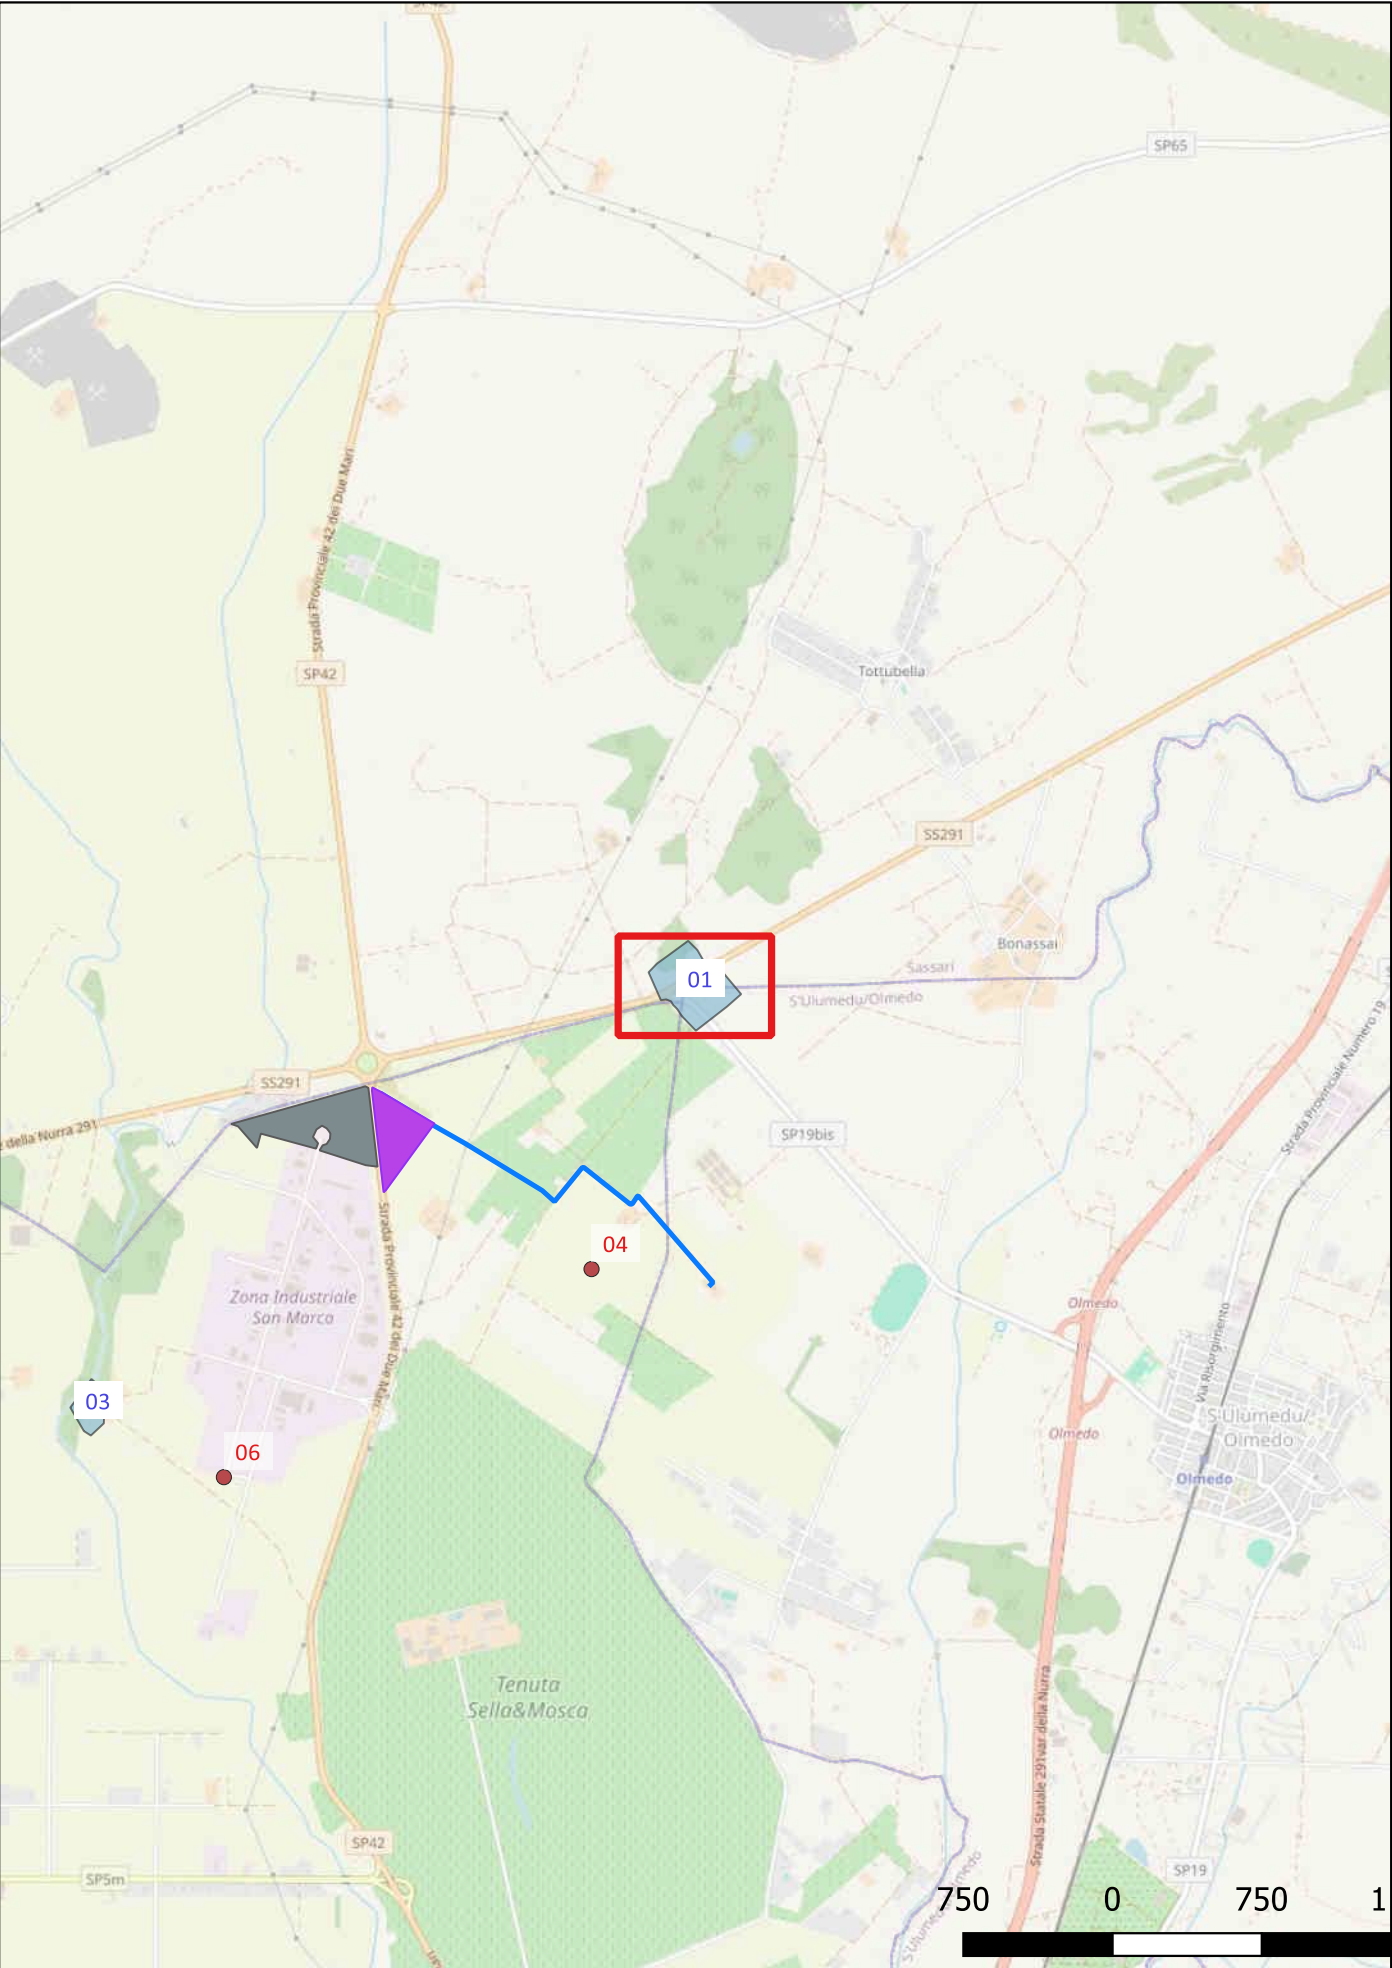 SP42
SP65
Strada Provinciale 42 dei Due Mari
SP42
Tottubella
SS291
Bonassai
01
Sassari
S'Ulumedu/Olmedo
Strada Provinciale Numero 19
SS291
della Nurra 291
SP19bis
04
Strada Provinciale 42 dei Due Mari
Zona Industriale
San Marco
Olmedo
Via Risorgimento
03
06
S'Ulumedu/
Olmedo
Olmedo
Olmedo
Tenuta
Sella&Mosca
Strada Statale 291var della Nurra
SP42
SP5m
SP19
S'Ulumedu/Olmedo
750 0 750 1